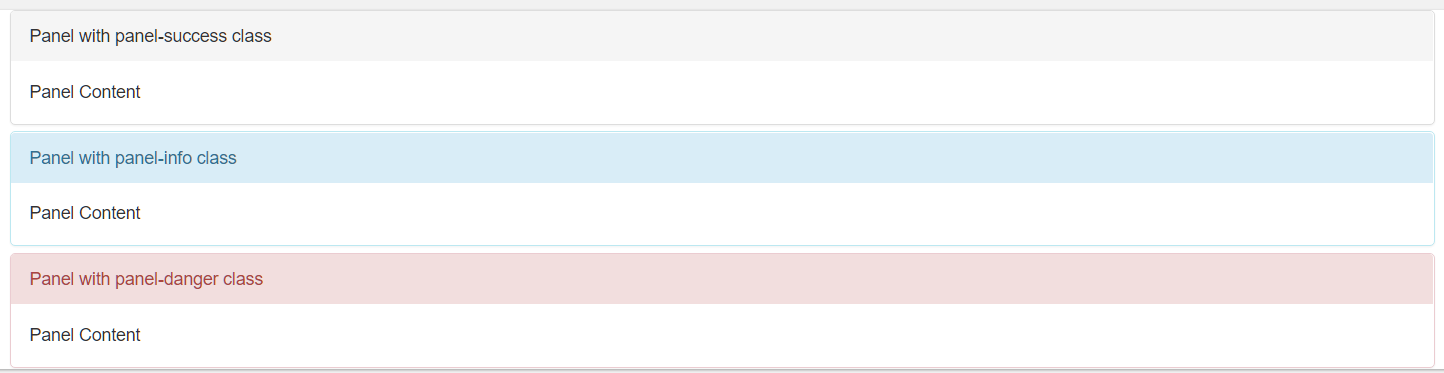 Panel with panel-success class
Panel Content
Panel with panel-info class
Panel Content
Panel with panel-danger class
Panel Content